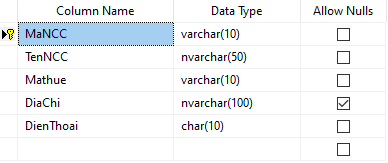 Column Name Data Type Allow Nulls
MaNCC varchar(10)
TenNCC nvarchar(50)
Mathue varchar(10)
DiaChi nvarchar(100)
DienThoai char(10)